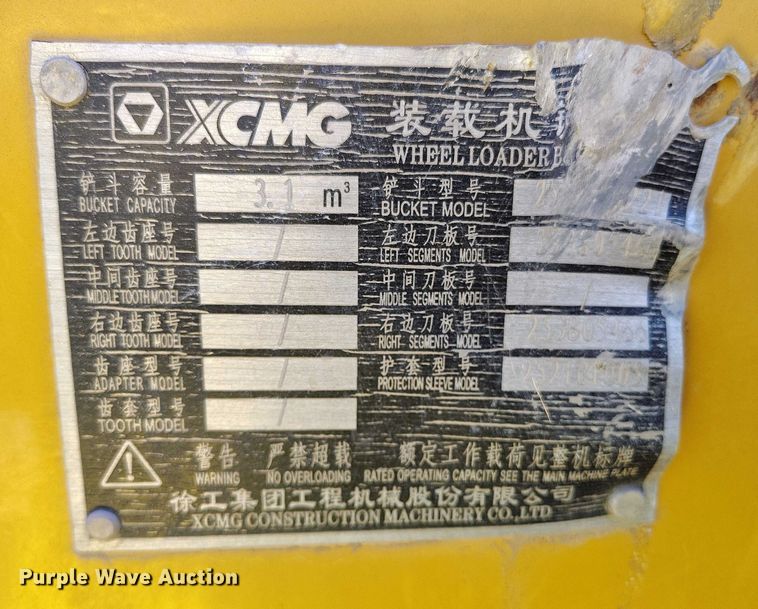 XCMG 装载机
WHEEL LOADER
铲斗容量 3.1 m³ 铲斗型号
BUCKET CAPACITY BUCKET MODEL
左边齿座号 / 左边刀板号
LEFT TOOTH MODEL LEFT SEGMENTS MODEL
中间齿座号 / 中间刀板号 /
MIDDLE TOOTH MODEL MIDDLE SEGMENTS MODEL
右边齿座号 / 右边刀板号
RIGHT TOOTH MODEL RIGHT SEGMENTS MODEL
齿座型号 / 护套型号
ADAPTER MODEL PROTECTION SLEEVE MODEL
齿套型号 /
TOOTH MODEL
警告 严禁超载 额定工作载荷见整机标牌
WARNING NO OVERLOADING RATED OPERATING CAPACITY SEE THE MAIN MACHINE PLATE
徐工集团工程机械股份有限公司
XCMG CONSTRUCTION MACHINERY CO.,LTD
Purple Wave Auction